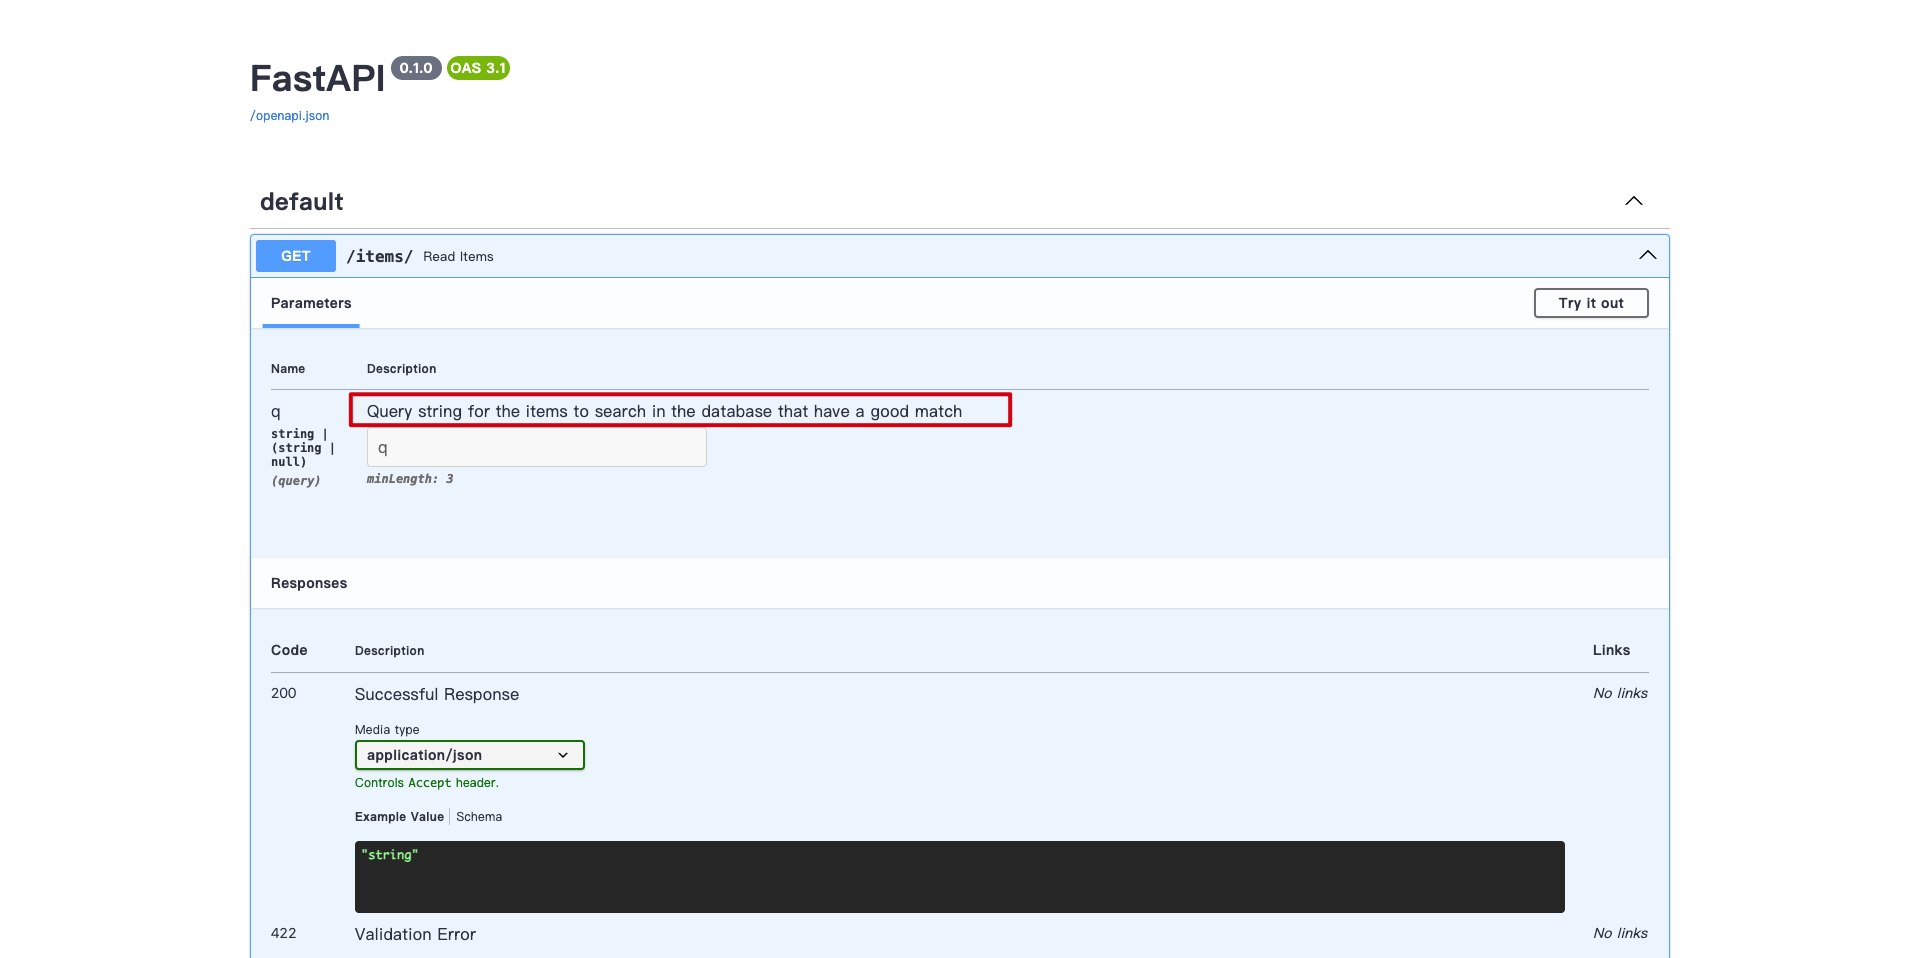 FastAPI 0.1.0 OAS 3.1
/openapi.json
default
GET /items/ Read Items
Parameters
Try it out
Name Description
q
string |
(string |
null)
(query)
Query string for the items to search in the database that have a good match
q
minLength: 3
Responses
Code Description Links
200 Successful Response No links
Media type
application/json
Controls Accept header.
Example Value Schema
"string"
422 Validation Error No links